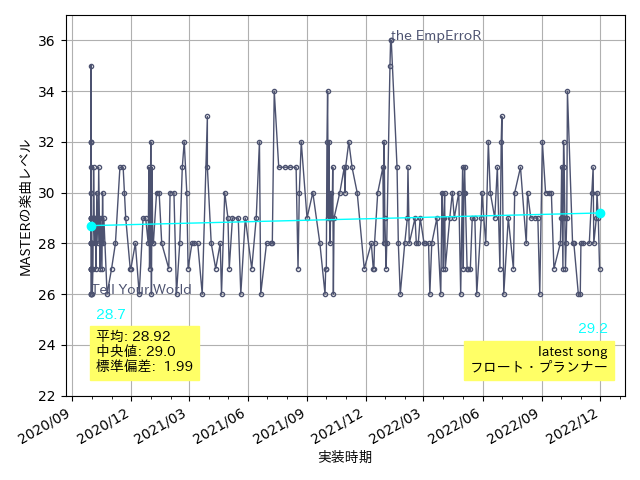 the EmpErroR
MASTERの楽曲レベル
36
34
32
30
28
26
24
22
Tell Your World
28.7
平均: 28.92
中央値: 29.0
標準偏差: 1.99
29.2
latest song
フロート・プランナー
2020/09
2020/12
2021/03
2021/06
2021/09
2021/12
2022/03
2022/06
2022/09
2022/12
実装時期